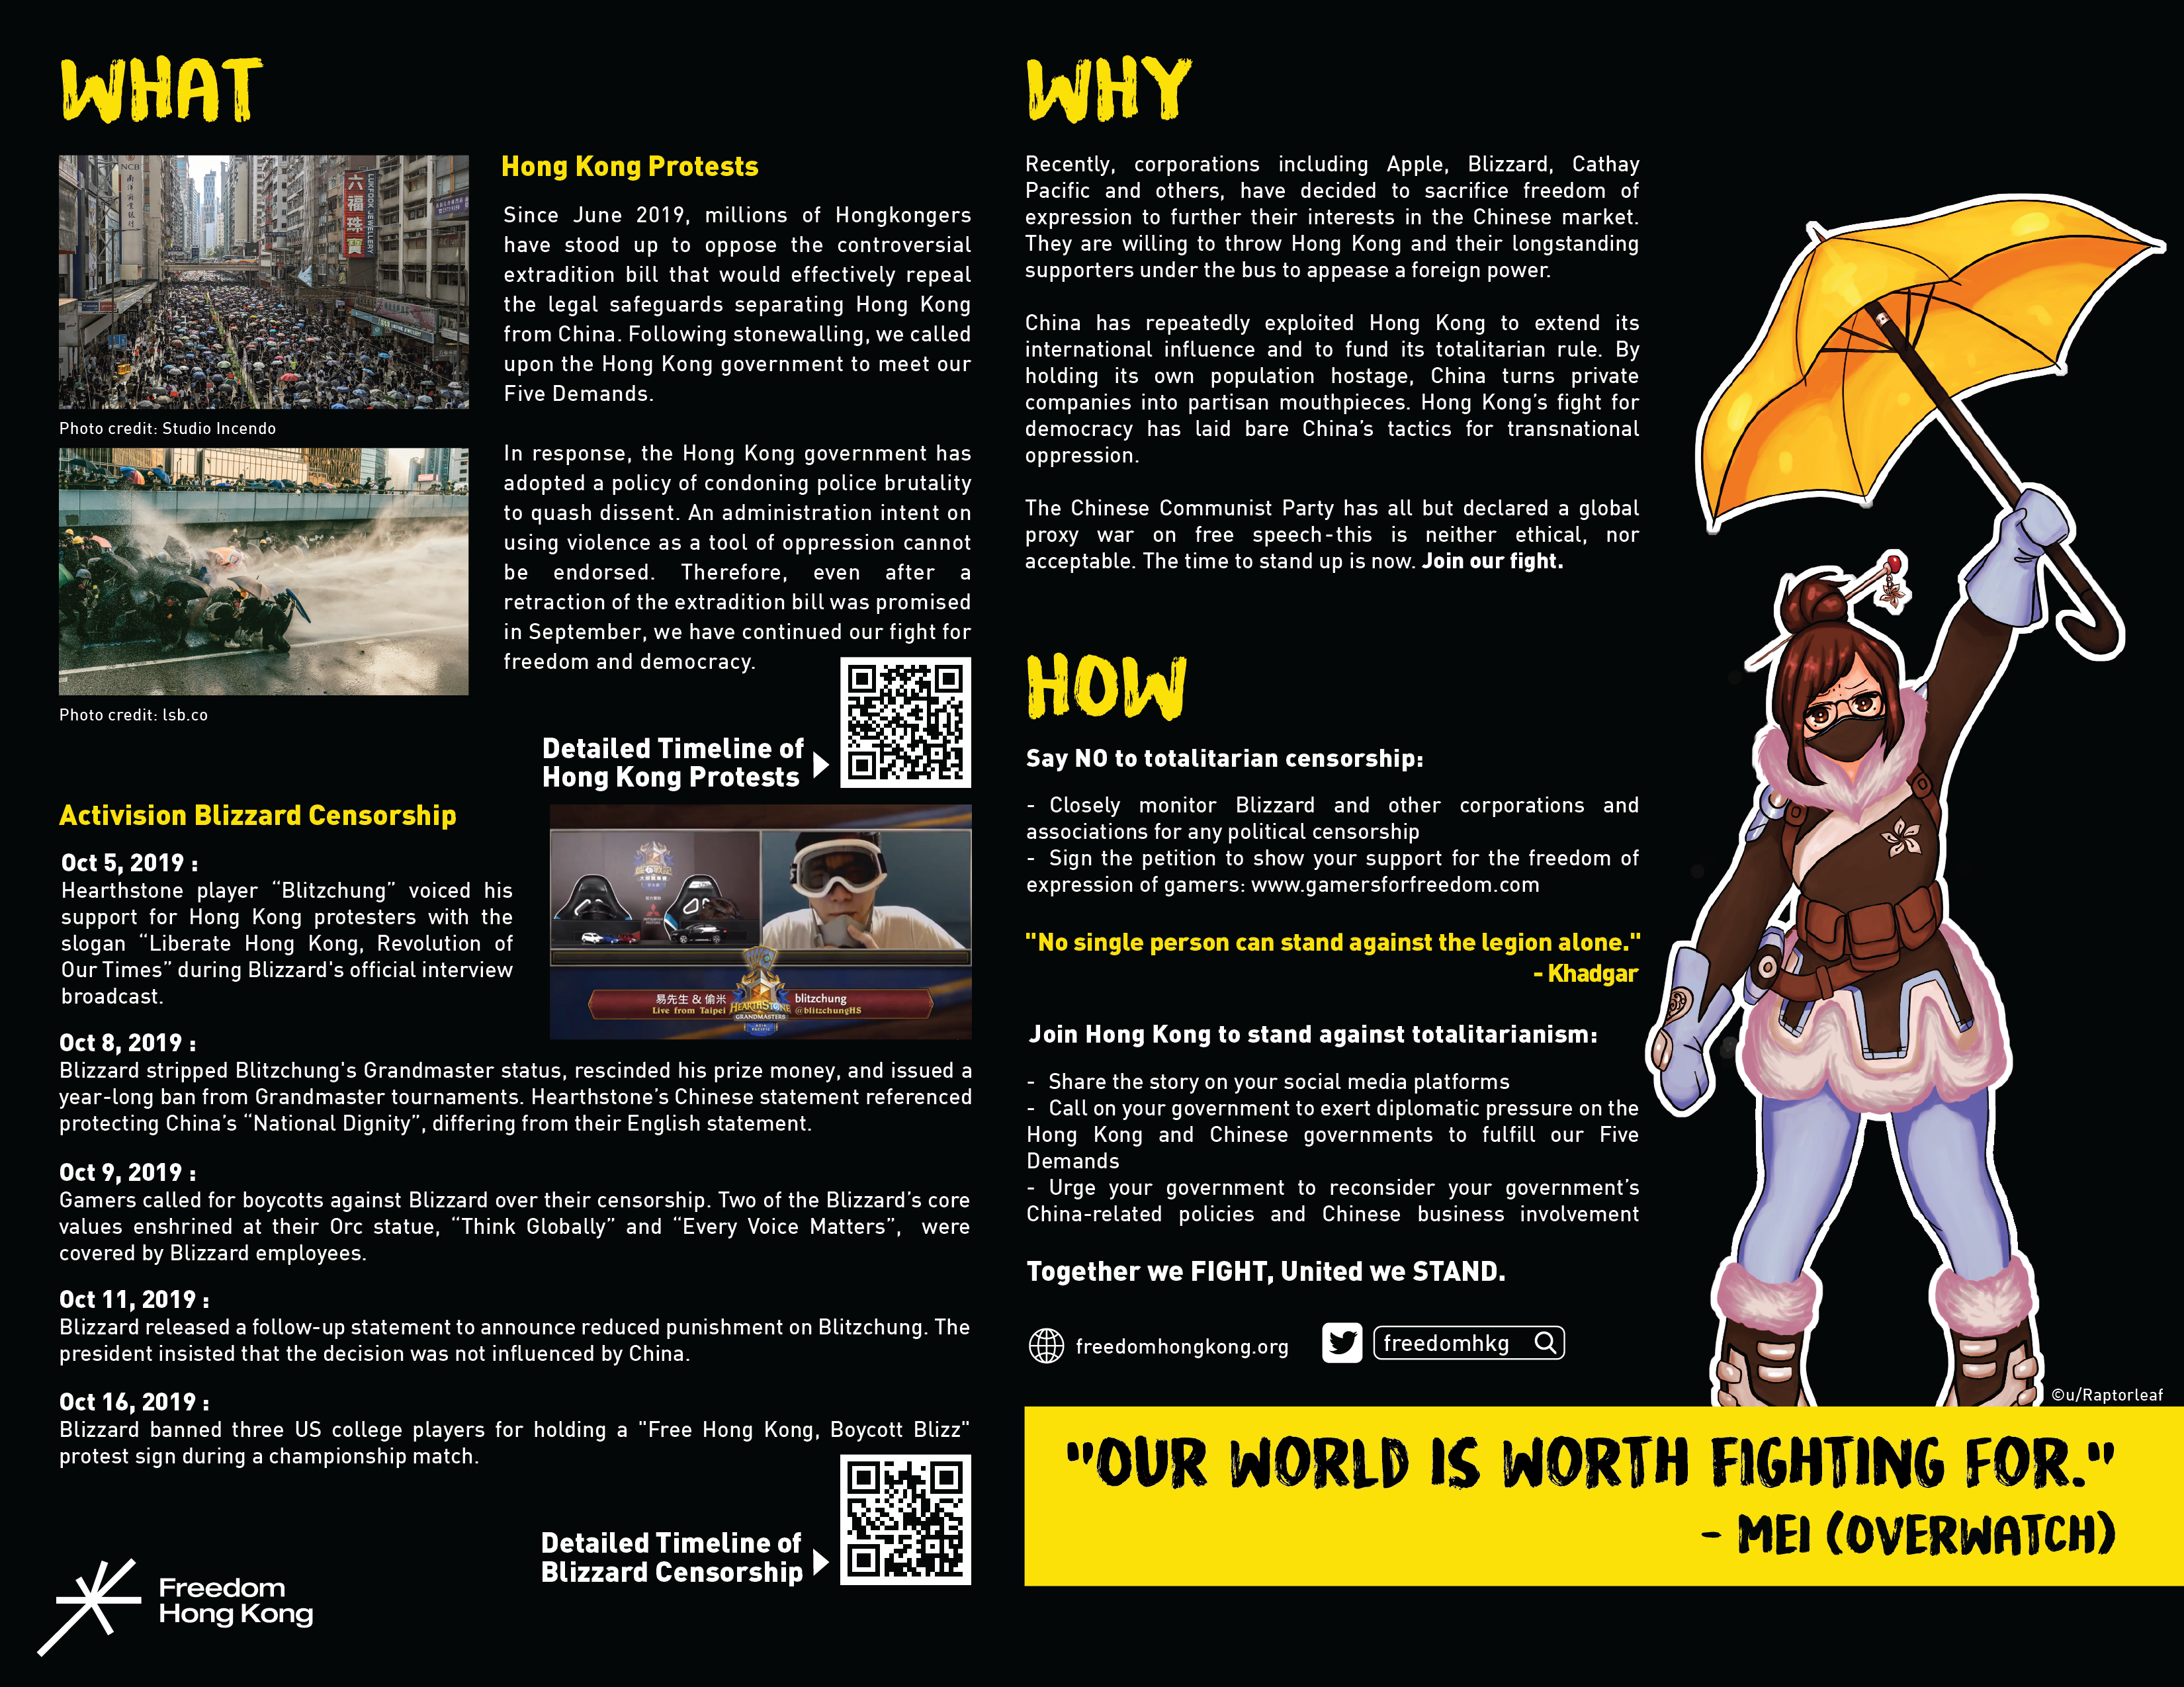 WHAT
NCB
南洋商業銀行
六福珠寶
LUKFOOK JEWELLERY
Photo credit: Studio Incendo
Photo credit: lsb.co
Hong Kong Protests
Since June 2019, millions of Hongkongers
have stood up to oppose the controversial
extradition bill that would effectively repeal
the legal safeguards separating Hong Kong
from China. Following stonewalling, we called
upon the Hong Kong government to meet our
Five Demands.
In response, the Hong Kong government has
adopted a policy of condoning police brutality
to quash dissent. An administration intent on
using violence as a tool of oppression cannot
be endorsed. Therefore, even after a
retraction of the extradition bill was promised
in September, we have continued our fight for
freedom and democracy.
Detailed Timeline of
Hong Kong Protests
Activision Blizzard Censorship
Oct 5, 2019 :
Hearthstone player “Blitzchung” voiced his
support for Hong Kong protesters with the
slogan “Liberate Hong Kong, Revolution of
Our Times” during Blizzard's official interview
broadcast.
易先生 & 偷米
Live from Taipei
HEARTHSTONE
GRANDMASTERS
ASIA PACIFIC
blitzchung
@blitzchungHS
Oct 8, 2019 :
Blizzard stripped Blitzchung's Grandmaster status, rescinded his prize money, and issued a
year-long ban from Grandmaster tournaments. Hearthstone’s Chinese statement referenced
protecting China’s “National Dignity”, differing from their English statement.
Oct 9, 2019 :
Gamers called for boycotts against Blizzard over their censorship. Two of the Blizzard’s core
values enshrined at their Orc statue, “Think Globally” and “Every Voice Matters”, were
covered by Blizzard employees.
Oct 11, 2019 :
Blizzard released a follow-up statement to announce reduced punishment on Blitzchung. The
president insisted that the decision was not influenced by China.
Oct 16, 2019 :
Blizzard banned three US college players for holding a "Free Hong Kong, Boycott Blizz"
protest sign during a championship match.
Detailed Timeline of
Blizzard Censorship
Freedom
Hong Kong
WHY
Recently, corporations including Apple, Blizzard, Cathay
Pacific and others, have decided to sacrifice freedom of
expression to further their interests in the Chinese market.
They are willing to throw Hong Kong and their longstanding
supporters under the bus to appease a foreign power.
China has repeatedly exploited Hong Kong to extend its
international influence and to fund its totalitarian rule. By
holding its own population hostage, China turns private
companies into partisan mouthpieces. Hong Kong’s fight for
democracy has laid bare China’s tactics for transnational
oppression.
The Chinese Communist Party has all but declared a global
proxy war on free speech-this is neither ethical, nor
acceptable. The time to stand up is now. Join our fight.
HOW
Say NO to totalitarian censorship:
- Closely monitor Blizzard and other corporations and
associations for any political censorship
- Sign the petition to show your support for the freedom of
expression of gamers: www.gamersforfreedom.com
"No single person can stand against the legion alone."
- Khadgar
Join Hong Kong to stand against totalitarianism:
- Share the story on your social media platforms
- Call on your government to exert diplomatic pressure on the
Hong Kong and Chinese governments to fulfill our Five
Demands
- Urge your government to reconsider your government’s
China-related policies and Chinese business involvement
Together we FIGHT, United we STAND.
freedomhongkong.org
freedomhkg
©u/Raptorleaf
"OUR WORLD IS WORTH FIGHTING FOR."
- MEI (OVERWATCH)